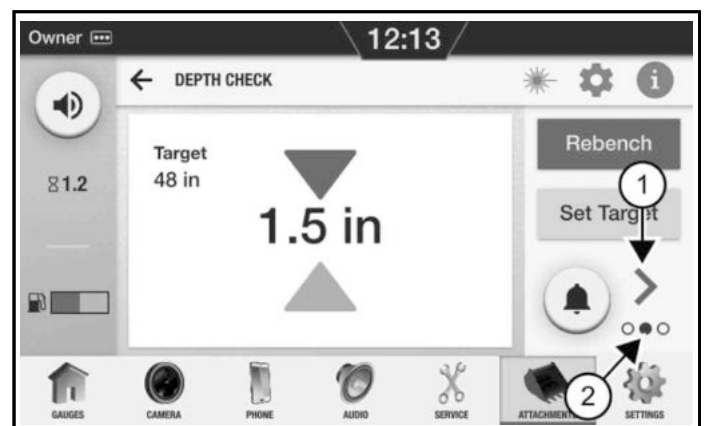 Owner
12:13
DEPTH CHECK
i
Rebench
1
Target
48 in
1.2
Set Target
1.5 in
2
GAUGES
CAMERA
PHONE
AUDIO
SERVICE
ATTACHMENTS
SETTINGS